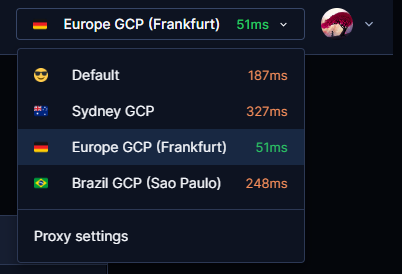 Europe GCP (Frankfurt) 51ms
Default 187ms
Sydney GCP 327ms
Europe GCP (Frankfurt) 51ms
Brazil GCP (Sao Paulo) 248ms
Proxy settings